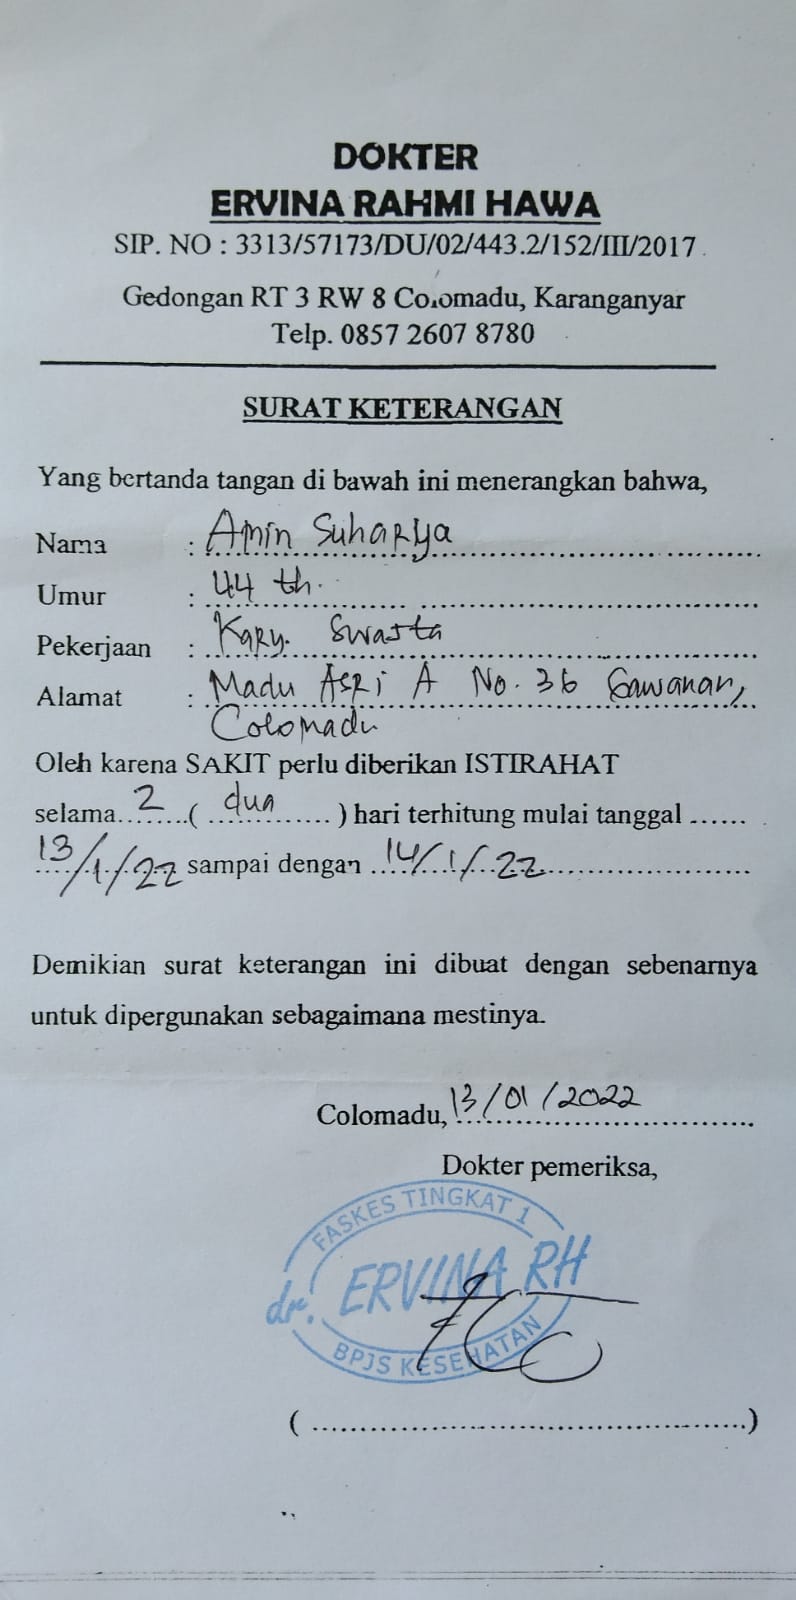 DOKTER
ERVINA RAHMI HAWA
SIP. NO : 3313/57173/DU/02/443.2/152/III/2017
Gedongan RT 3 RW 8 Colomadu, Karanganyar
Telp. 0857 2607 8780
SURAT KETERANGAN
Yang bertanda tangan di bawah ini menerangkan bahwa,
Nama : Amin Suharya
Umur : 44 th.
Pekerjaan : Kary. Swasta
Alamat : Madu Asri A No. 36 Gawanan,
Colomadu
Oleh karena SAKIT perlu diberikan ISTIRAHAT
selama 2 ( dua ) hari terhitung mulai tanggal
13/1/22 sampai dengan 14/1/22
Demikian surat keterangan ini dibuat dengan sebenarnya
untuk dipergunakan sebagaimana mestinya.
Colomadu, 13/01/2022
Dokter pemeriksa,
FASKES TINGKAT 1
dr. ERVINA RH
BPJS KESEHATAN